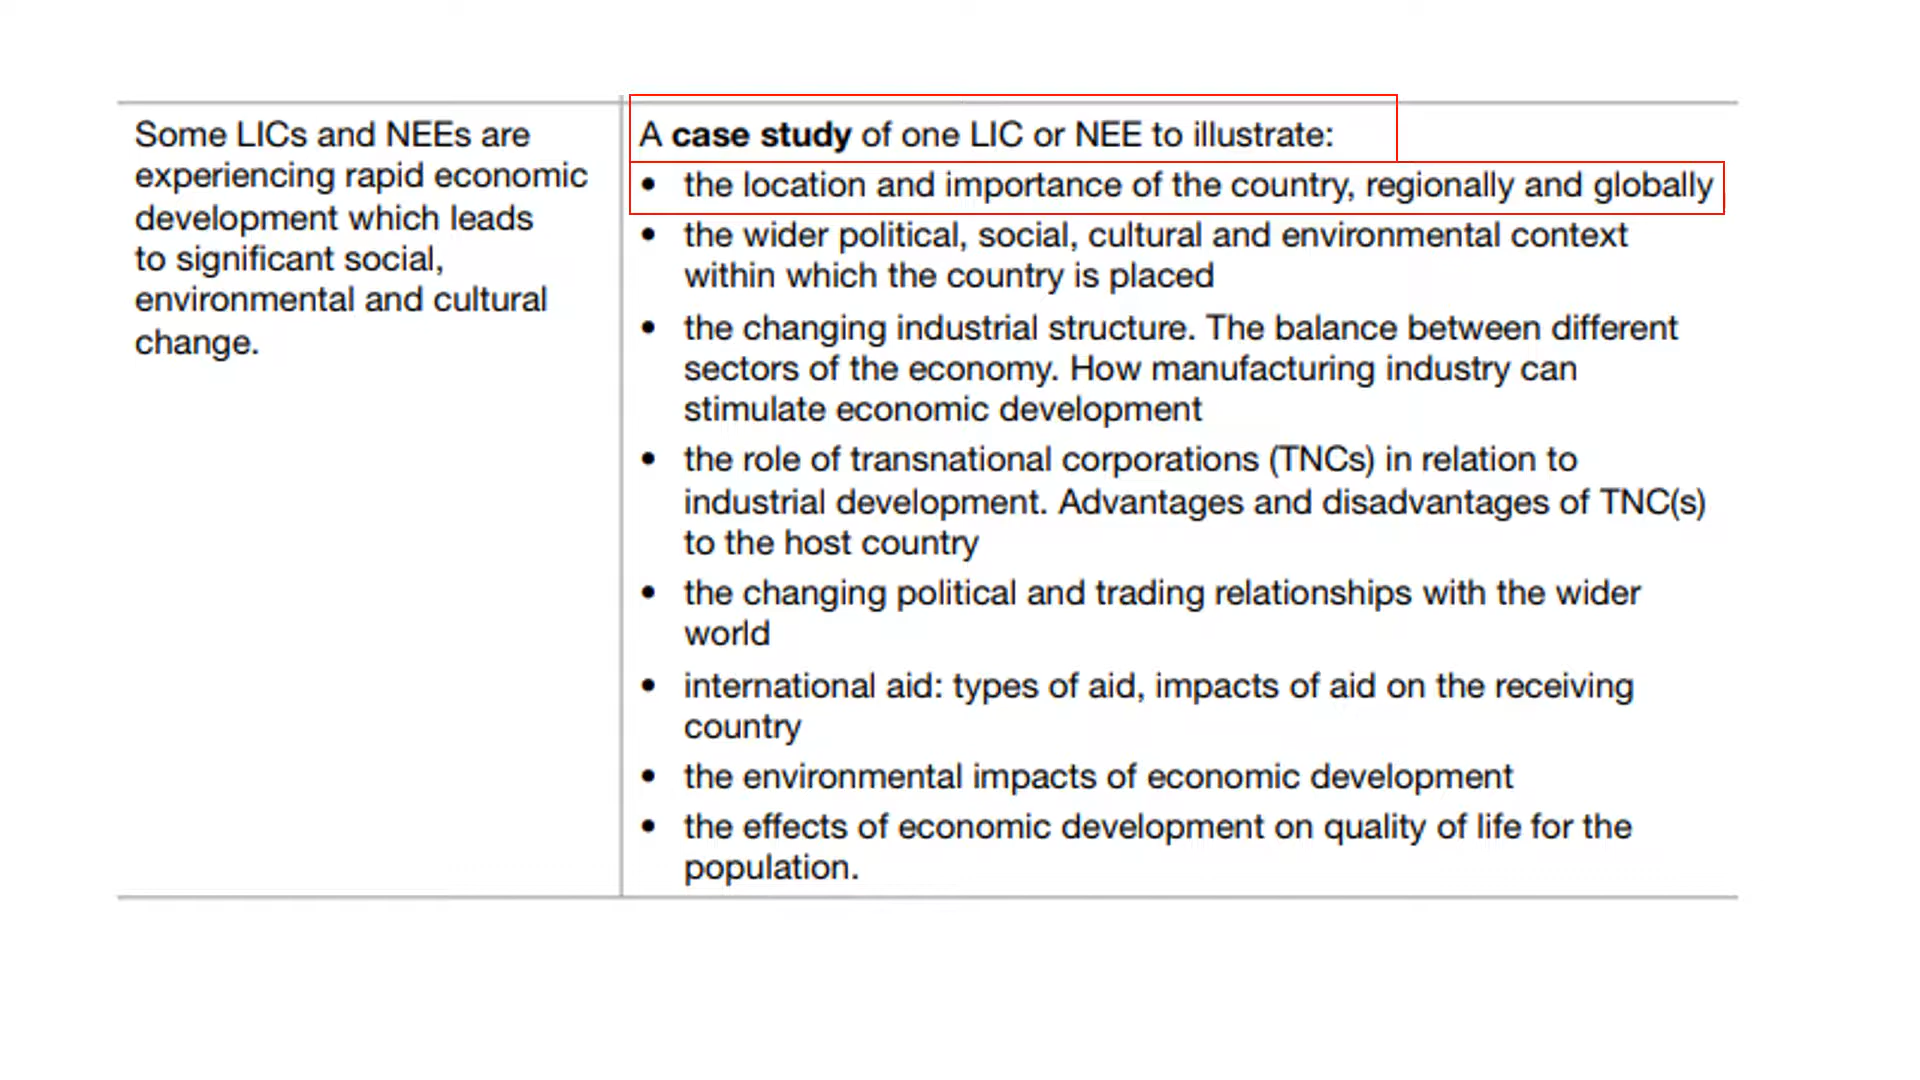 Some LICs and NEEs are
experiencing rapid economic
development which leads
to significant social,
environmental and cultural
change.
A case study of one LIC or NEE to illustrate:
• the location and importance of the country, regionally and globally
• the wider political, social, cultural and environmental context
within which the country is placed
• the changing industrial structure. The balance between different
sectors of the economy. How manufacturing industry can
stimulate economic development
• the role of transnational corporations (TNCs) in relation to
industrial development. Advantages and disadvantages of TNC(s)
to the host country
• the changing political and trading relationships with the wider
world
• international aid: types of aid, impacts of aid on the receiving
country
• the environmental impacts of economic development
• the effects of economic development on quality of life for the
population.